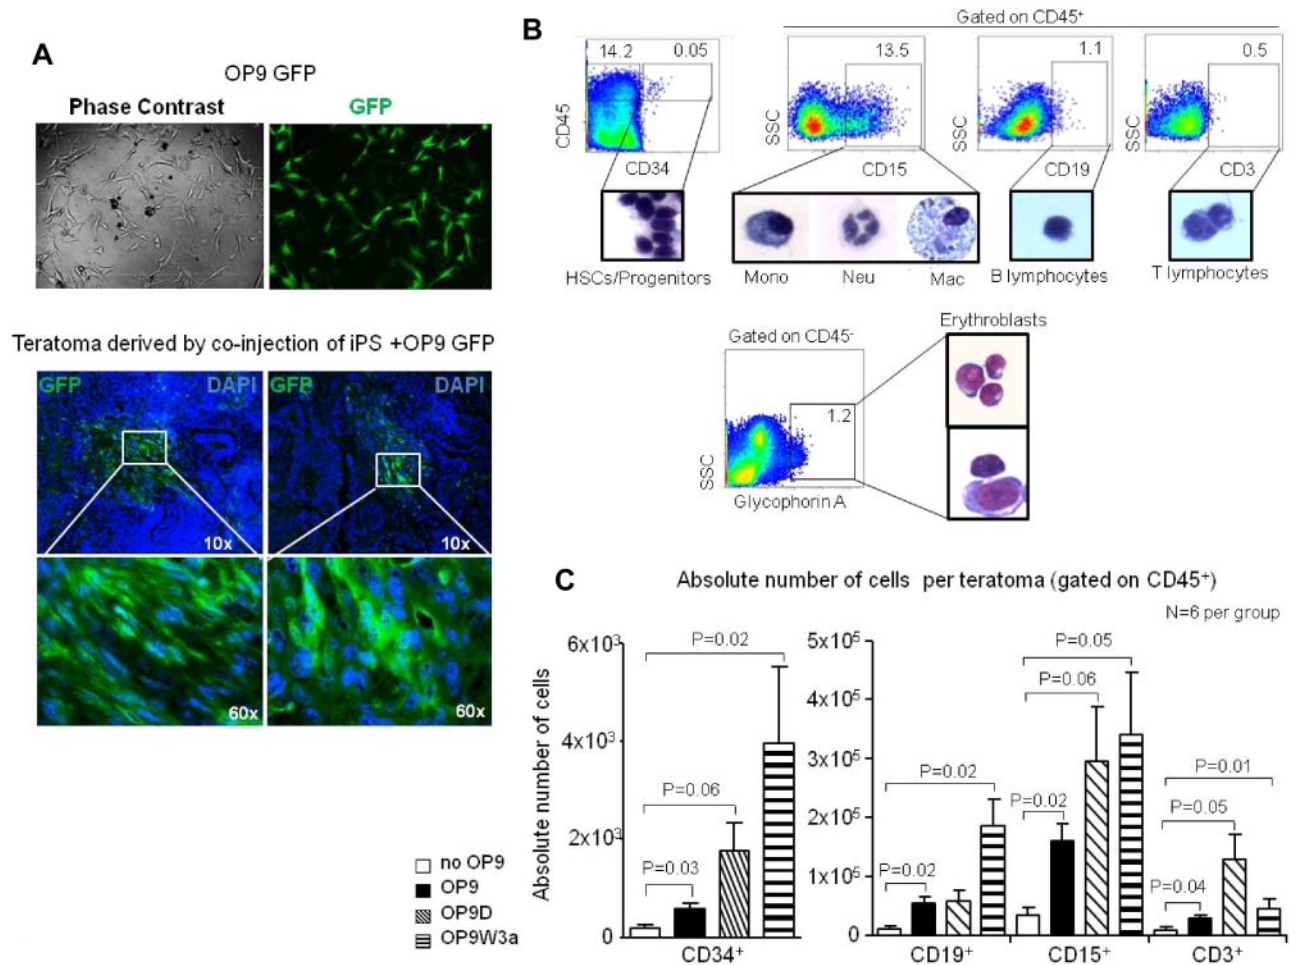 A
OP9 GFP
Phase Contrast
GFP
Teratoma derived by co-injection of iPS +OP9 GFP
GFP DAPI
GFP DAPI
10x
10x
60x
60x
B
Gated on CD45⁺
14.2 0.05
13.5
1.1
0.5
CD45
SSC
SSC
SSC
CD34
CD15
CD19
CD3
HSCs/Progenitors
Mono
Neu
Mac
B lymphocytes
T lymphocytes
Gated on CD45⁻
Erythroblasts
1.2
SSC
Glycophorin A
C
Absolute number of cells per teratoma (gated on CD45⁺)
N=6 per group
Absolute number of cells
6x10³
4x10³
2x10³
0
P=0.02
P=0.06
P=0.03
CD34⁺
5x10⁵
4x10⁵
3x10⁵
2x10⁵
1x10⁵
0
P=0.02
P=0.02
P=0.05
P=0.06
P=0.02
P=0.01
P=0.05
P=0.04
CD19⁺
CD15⁺
CD3⁺
no OP9
OP9
OP9D
OP9W3a